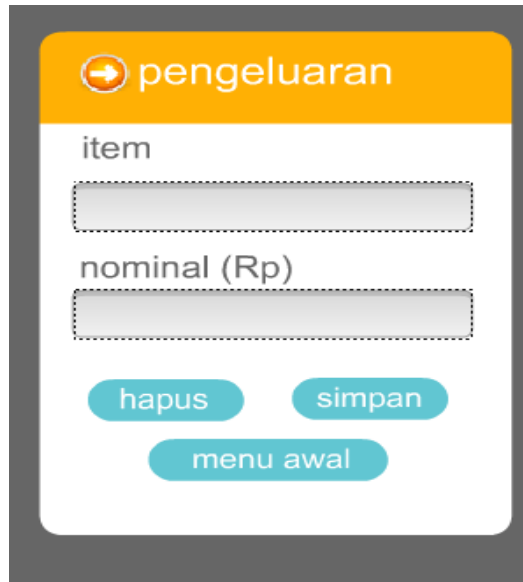 pengeluaran
item
nominal (Rp)
hapus simpan
menu awal